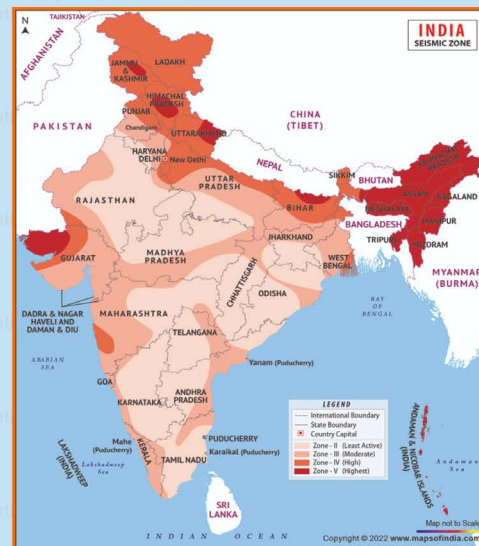 N
INDIA
SEISMIC ZONE
TAJIKISTAN
AFGHANISTAN
LADAKH
JAMMU
&
KASHMIR
HIMACHAL
PRADESH
PUNJAB
Chandigarh
UTTARAKHAND
CHINA
(TIBET)
PAKISTAN
HARYANA
DELHI
New Delhi
NEPAL
SIKKIM
BHUTAN
ARUNACHAL
PRADESH
UTTAR
PRADESH
ASSAM
NAGALAND
RAJASTHAN
BIHAR
MEGHALAYA
MANIPUR
BANGLADESH
JHARKHAND
TRIPURA
MIZORAM
GUJARAT
MADHYA
PRADESH
WEST
BENGAL
MYANMAR
(BURMA)
CHHATTISGARH
ODISHA
DADRA & NAGAR
HAVELI AND
DAMAN & DIU
MAHARASHTRA
BAY
OF
BENGAL
TELANGANA
ARABIAN
SEA
Yanam (Puducherry)
GOA
KARNATAKA
ANDHRA
PRADESH
LEGEND
International Boundary
State Boundary
Country Capital
Zone - II (Least Active)
Zone - III (Moderate)
Zone - IV (High)
Zone - V (Highest)
ANDAMAN &
NICOBAR ISLANDS
(INDIA)
Andaman
Sea
PUDUCHERRY
Mahe
(Puducherry)
Karaikal (Puducherry)
LAKSHADWEEP
(INDIA)
Lakshadweep
Sea
KERALA
TAMIL NADU
SRI
LANKA
INDIAN OCEAN
Map not to Scale
Copyright © 2022 www.mapsofindia.com